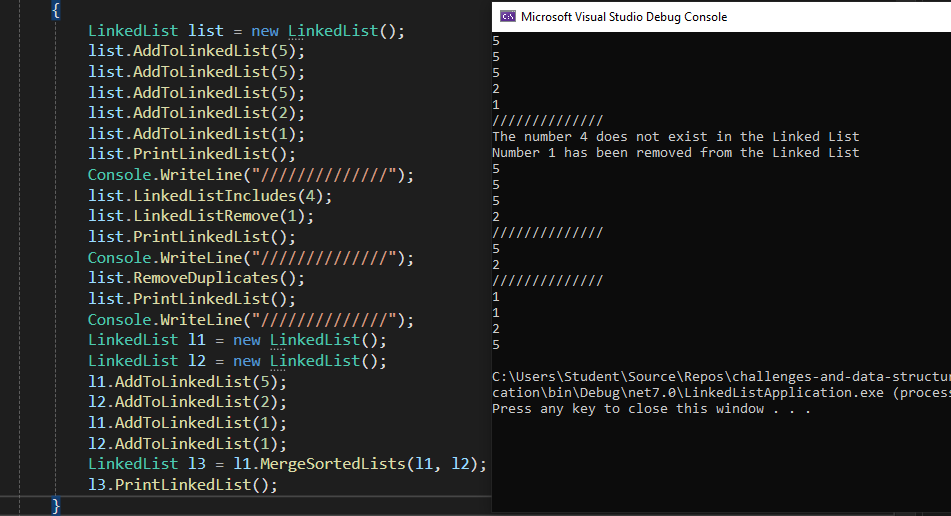 {
LinkedList list = new LinkedList();
list.AddToLinkedList(5);
list.AddToLinkedList(5);
list.AddToLinkedList(5);
list.AddToLinkedList(2);
list.AddToLinkedList(1);
list.PrintLinkedList();
Console.WriteLine("//////////////");
list.LinkedListIncludes(4);
list.LinkedListRemove(1);
list.PrintLinkedList();
Console.WriteLine("//////////////");
list.RemoveDuplicates();
list.PrintLinkedList();
Console.WriteLine("//////////////");
LinkedList l1 = new LinkedList();
LinkedList l2 = new LinkedList();
l1.AddToLinkedList(5);
l2.AddToLinkedList(2);
l1.AddToLinkedList(1);
l2.AddToLinkedList(1);
LinkedList l3 = l1.MergeSortedLists(l1, l2);
l3.PrintLinkedList();
}
C:\ Microsoft Visual Studio Debug Console
5
5
5
2
1
//////////////
The number 4 does not exist in the Linked List
Number 1 has been removed from the Linked List
5
5
5
2
//////////////
5
2
//////////////
1
1
2
5
C:\Users\Student\Source\Repos\challenges-and-data-structu
cation\bin\Debug\net7.0\LinkedListApplication.exe (process
Press any key to close this window . . .